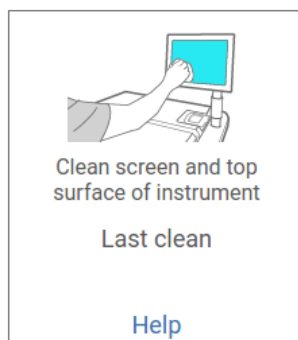 Clean screen and top
surface of instrument
Last clean
Help